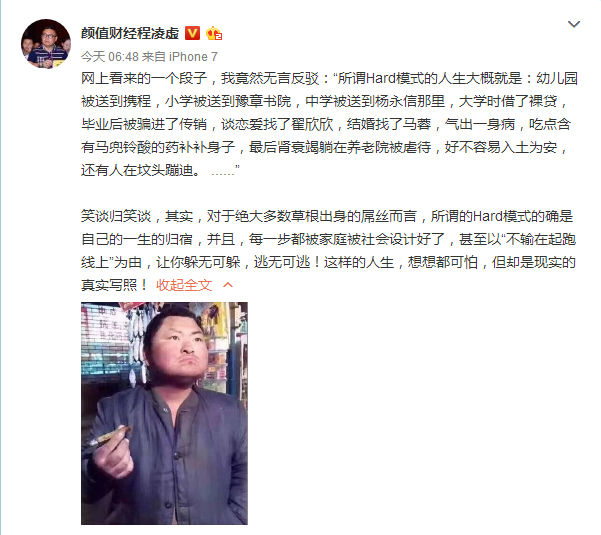 颜值财经程凌虚
今天 06:48 来自 iPhone 7
网上看来的一个段子，我竟然无言反驳：“所谓Hard模式的人生大概就是：幼儿园
被送到携程，小学被送到豫章书院，中学被送到杨永信那里，大学时借了裸贷，
毕业后被骗进了传销，谈恋爱找了翟欣欣，结婚找了马蓉，气出一身病，吃点含
有马兜铃酸的药补补身子，最后肾衰竭躺在养老院被虐待，好不容易入土为安，
还有人在坟头蹦迪。 ......”
笑谈归笑谈，其实，对于绝大多数草根出身的屌丝而言，所谓的Hard模式的确是
自己的一生的归宿，并且，每一步都被家庭被社会设计好了，甚至以“不输在起跑
线上”为由，让你躲无可躲，逃无可逃！这样的人生，想想都可怕，但却是现实的
真实写照！ 收起全文